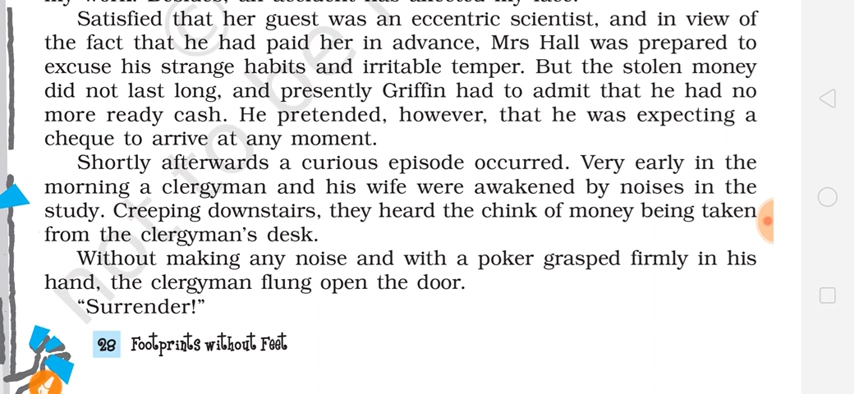 Satisfied that her guest was an eccentric scientist, and in view of
the fact that he had paid her in advance, Mrs Hall was prepared to
excuse his strange habits and irritable temper. But the stolen money
did not last long, and presently Griffin had to admit that he had no
more ready cash. He pretended, however, that he was expecting a
cheque to arrive at any moment.
Shortly afterwards a curious episode occurred. Very early in the
morning a clergyman and his wife were awakened by noises in the
study. Creeping downstairs, they heard the chink of money being taken
from the clergyman's desk.
Without making any noise and with a poker grasped firmly in his
hand, the clergyman flung open the door.
“Surrender!”
28 Footprints without Feet
not to be